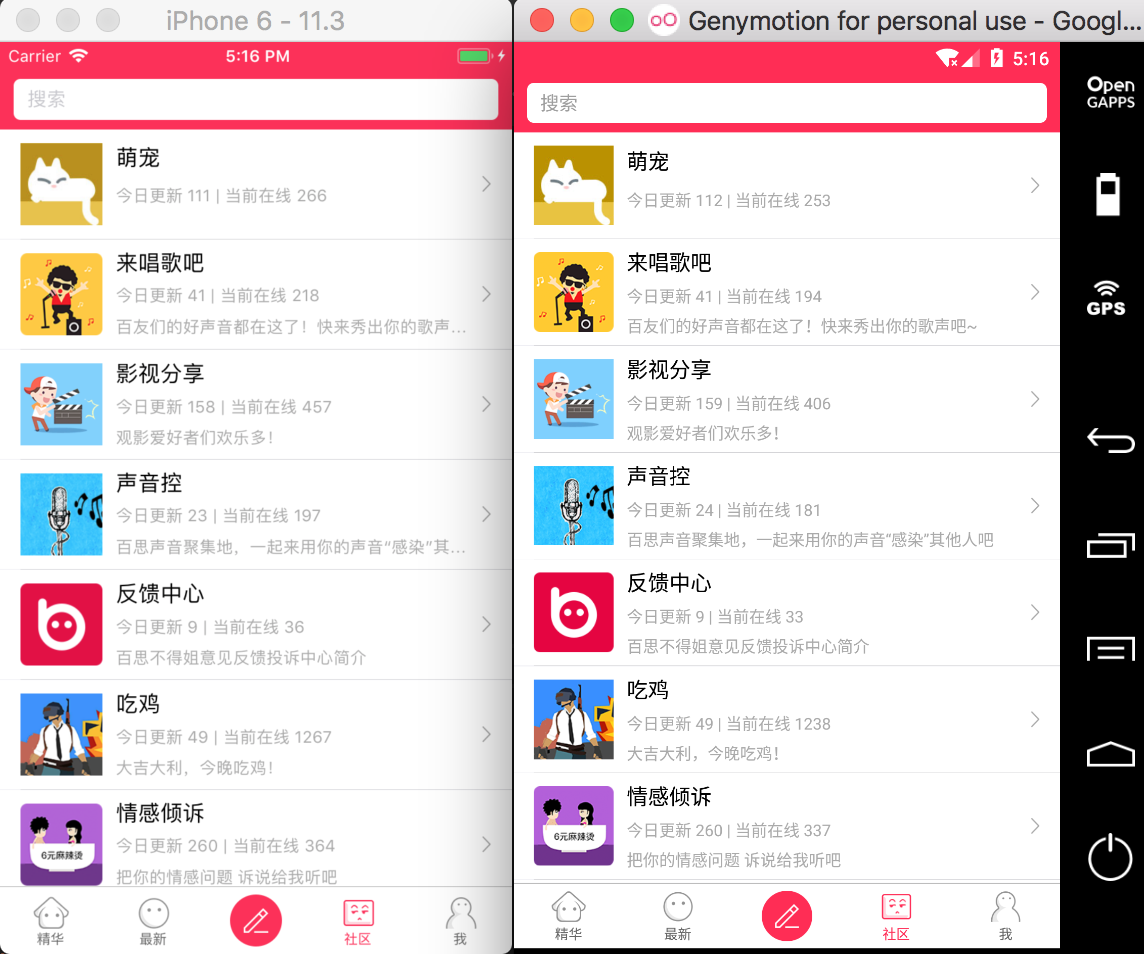 iPhone 6 - 11.3
Carrier
5:16 PM
搜索
萌宠
今日更新 111 | 当前在线 266
来唱歌吧
今日更新 41 | 当前在线 218
百友们的好声音都在这了！快来秀出你的歌声...
影视分享
今日更新 158 | 当前在线 457
观影爱好者们欢乐多！
声音控
今日更新 23 | 当前在线 197
百思声音聚集地，一起来用你的声音“感染”其...
反馈中心
今日更新 9 | 当前在线 36
百思不得姐意见反馈投诉中心简介
吃鸡
今日更新 49 | 当前在线 1267
大吉大利，今晚吃鸡！
6元麻辣烫
情感倾诉
今日更新 260 | 当前在线 364
把你的情感问题 诉说给我听吧
精华
最新
社区
我
Genymotion for personal use - Googl...
5:16
搜索
萌宠
今日更新 112 | 当前在线 253
来唱歌吧
今日更新 41 | 当前在线 194
百友们的好声音都在这了！快来秀出你的歌声吧~
影视分享
今日更新 159 | 当前在线 406
观影爱好者们欢乐多！
声音控
今日更新 24 | 当前在线 181
百思声音聚集地，一起来用你的声音“感染”其他人吧
反馈中心
今日更新 9 | 当前在线 33
百思不得姐意见反馈投诉中心简介
吃鸡
今日更新 49 | 当前在线 1238
大吉大利，今晚吃鸡！
6元麻辣烫
情感倾诉
今日更新 260 | 当前在线 337
把你的情感问题 诉说给我听吧
精华
最新
社区
我
Open
GAPPS
GPS